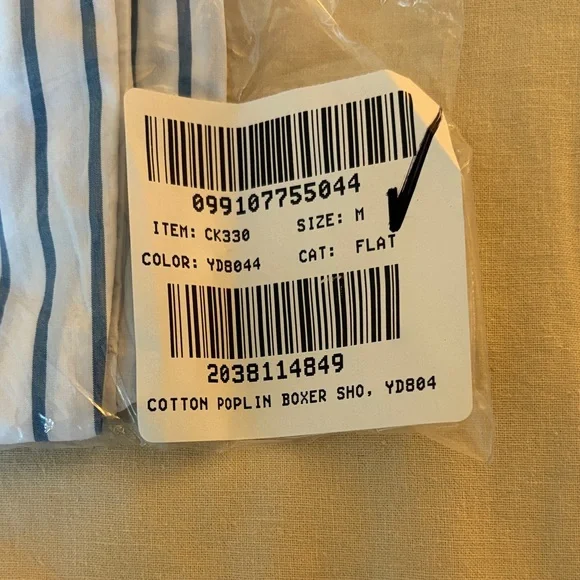 099107755044
ITEM: CK330 SIZE: M
COLOR: YD8044 CAT: FLAT
2038114849
COTTON POPLIN BOXER SHO, YD804